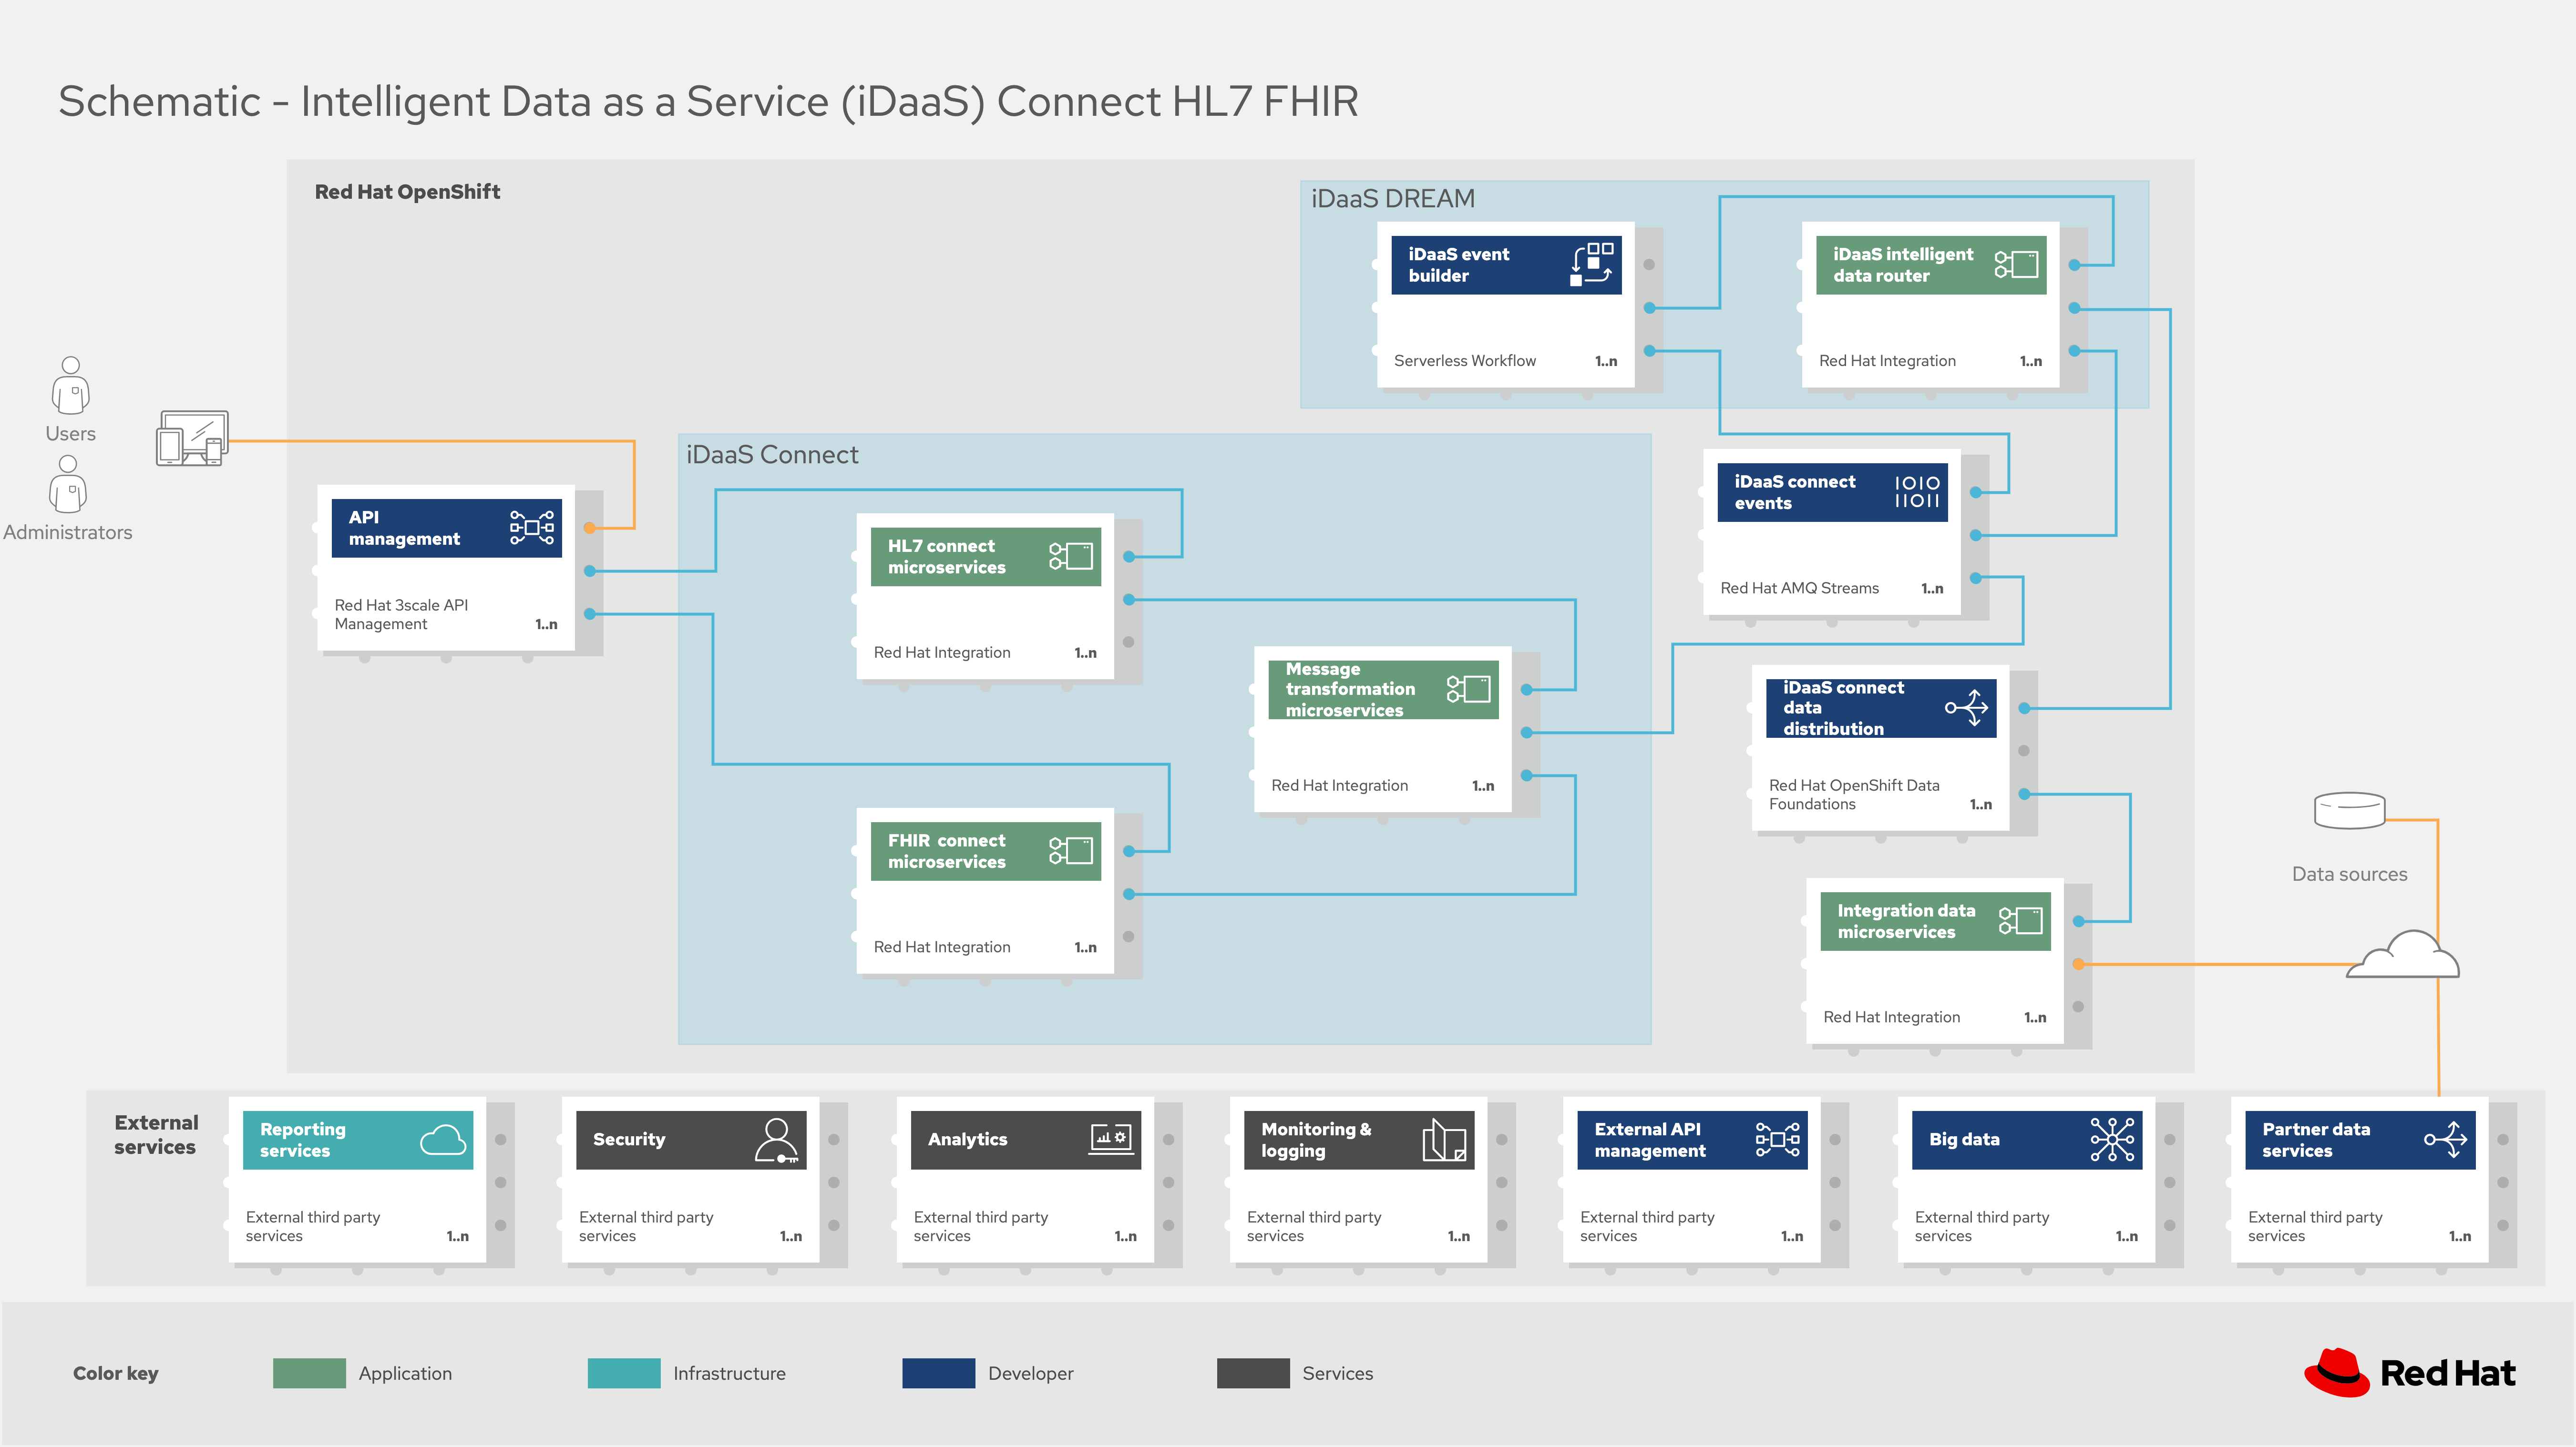 Schematic - Intelligent Data as a Service (iDaaS) Connect HL7 FHIR
Red Hat OpenShift
iDaaS DREAM
iDaaS event
builder
Serverless Workflow 1..n
iDaaS intelligent
data router
Red Hat Integration 1..n
Users
Administrators
API
management
Red Hat 3scale API
Management 1..n
iDaaS Connect
HL7 connect
microservices
Red Hat Integration 1..n
Message
transformation
microservices
Red Hat Integration 1..n
FHIR connect
microservices
Red Hat Integration 1..n
iDaaS connect
events
1010
11011
Red Hat AMQ Streams 1..n
iDaaS connect
data
distribution
Red Hat OpenShift Data
Foundations 1..n
Integration data
microservices
Red Hat Integration 1..n
Data sources
External
services
Reporting
services
External third party
services 1..n
Security
External third party
services 1..n
Analytics
External third party
services 1..n
Monitoring &
logging
External third party
services 1..n
External API
management
External third party
services 1..n
Big data
External third party
services 1..n
Partner data
services
External third party
services 1..n
Color key
Application
Infrastructure
Developer
Services
Red Hat